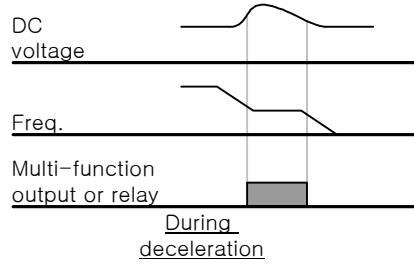 DC
voltage
Freq.
Multi-function
output or relay
During
deceleration